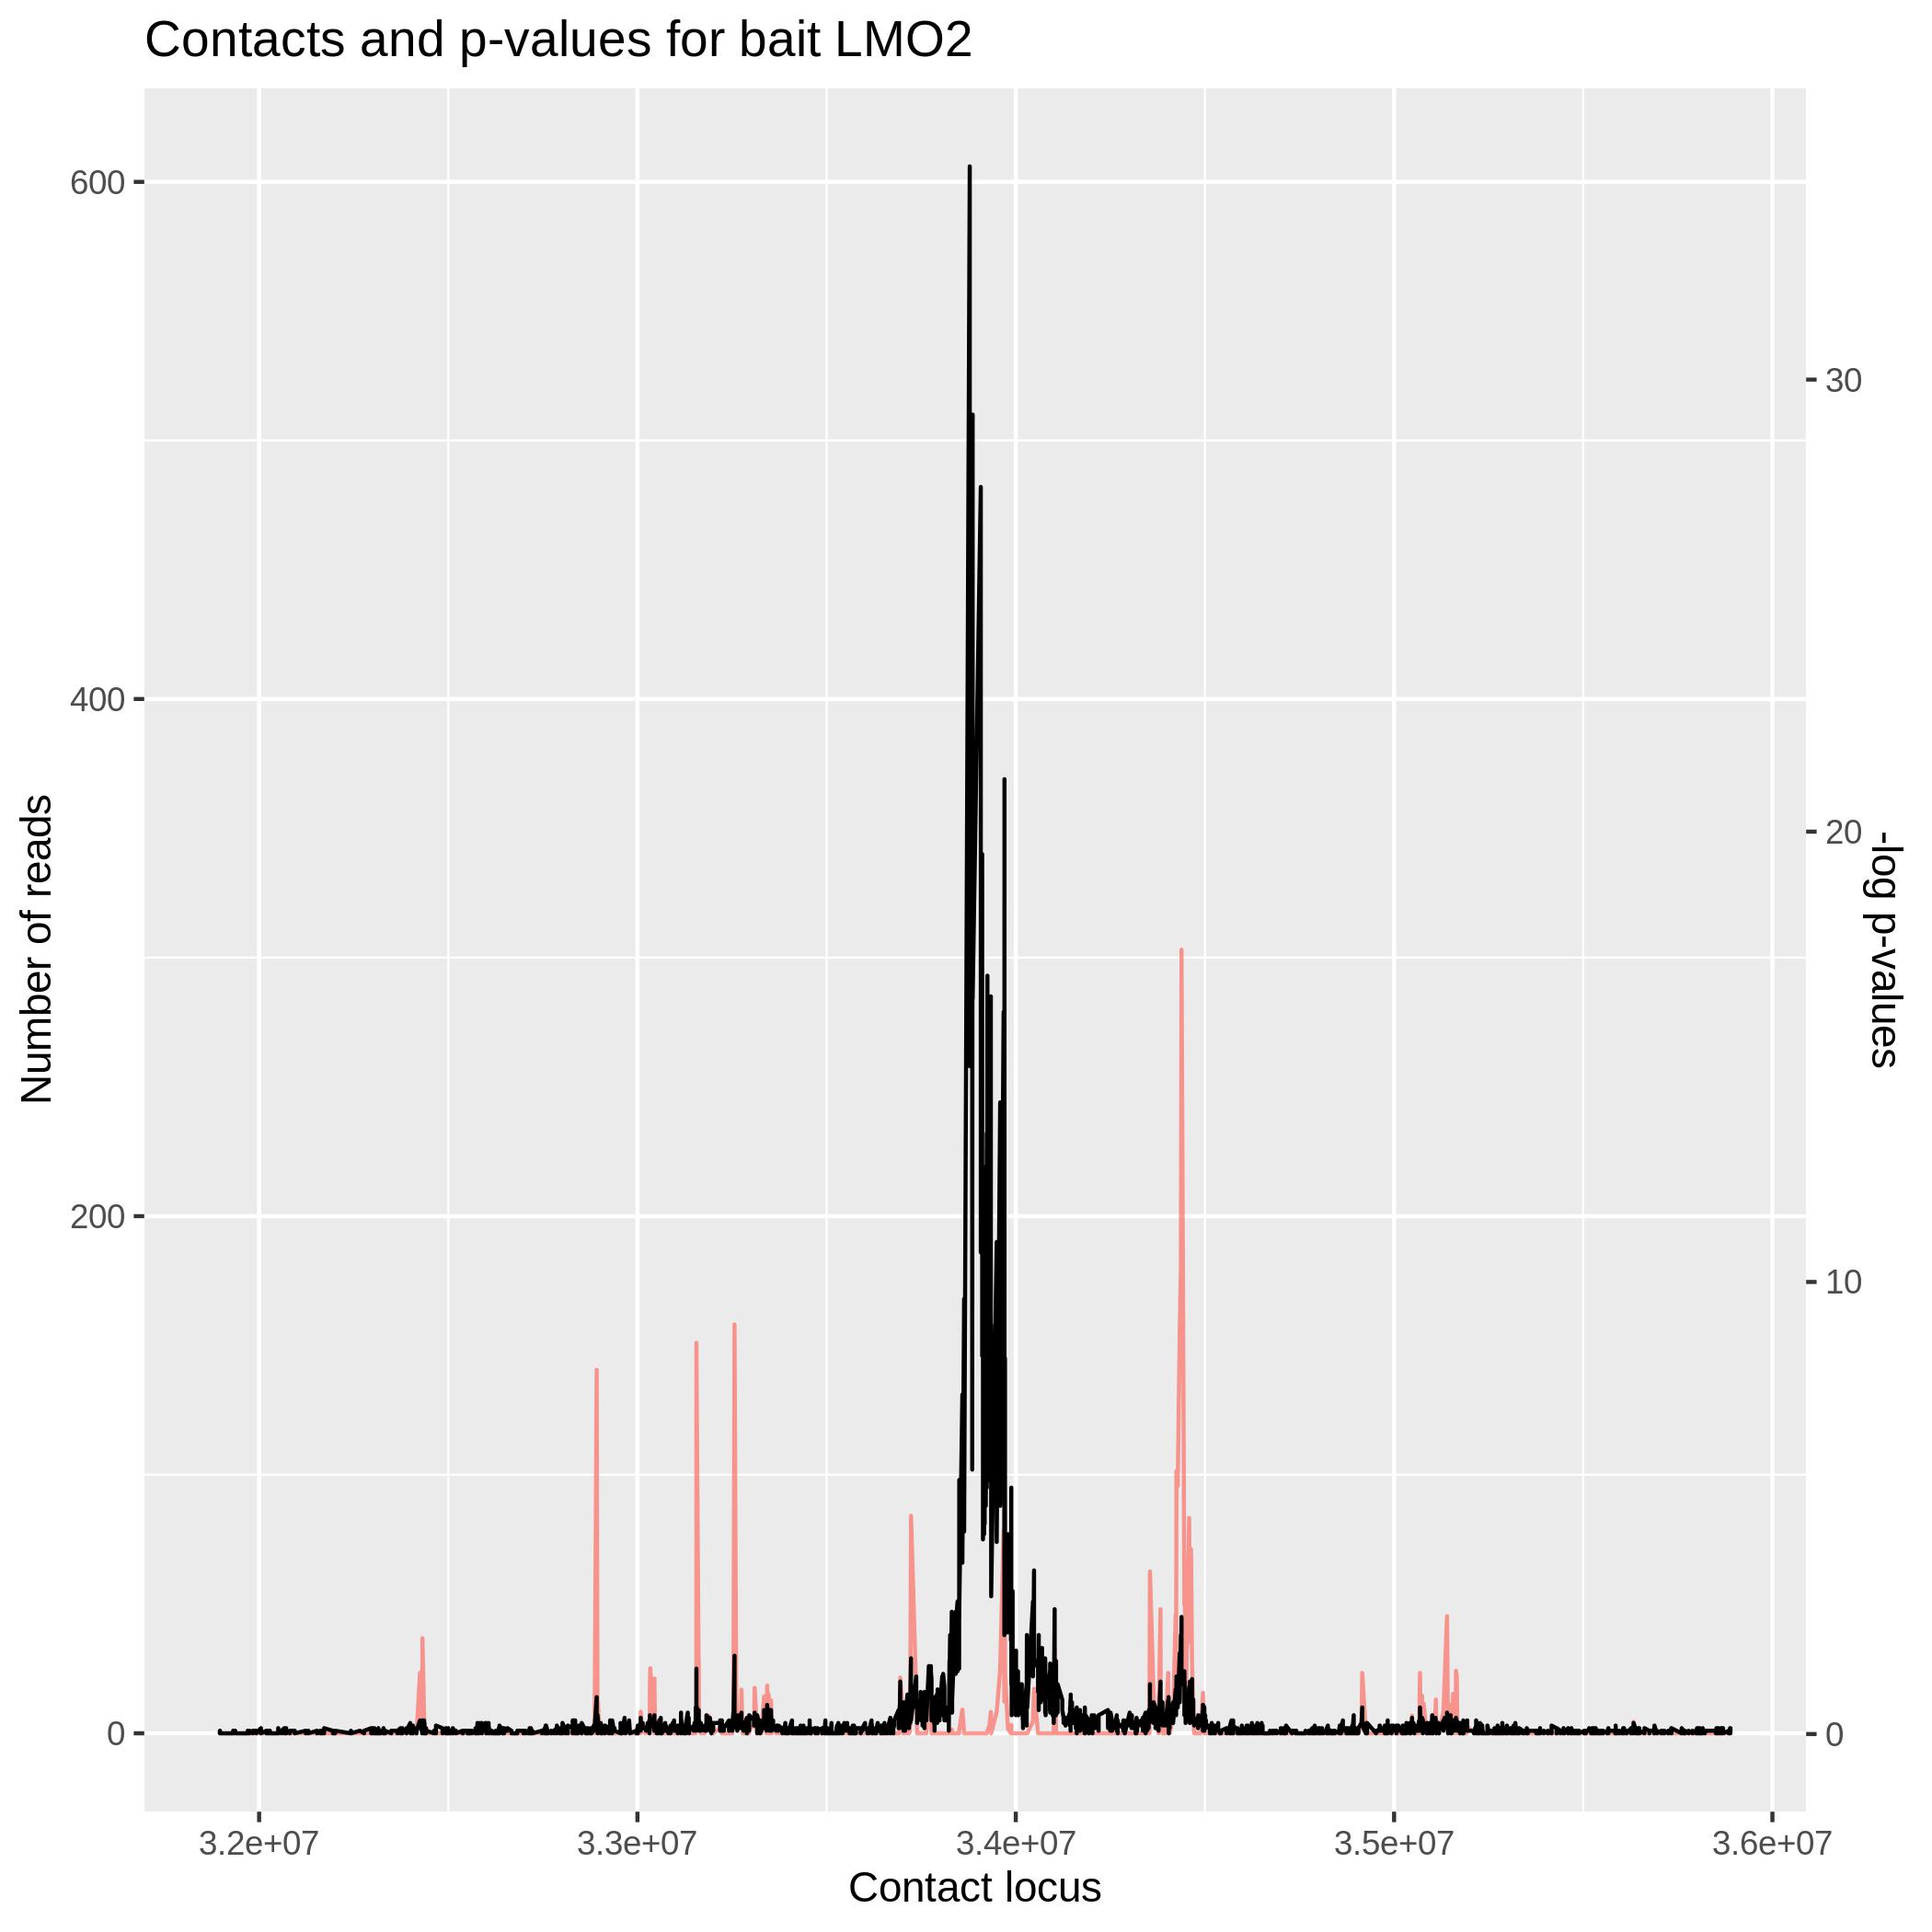 Contacts and p-values for bait LMO2
600
400
200
0
30
20
10
0
Number of reads
-log p-values
3.2e+07 3.3e+07 3.4e+07 3.5e+07 3.6e+07
Contact locus